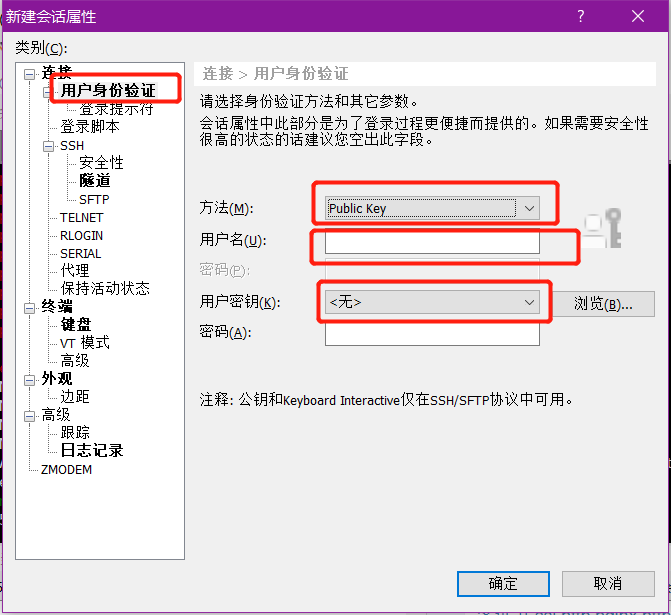 新建会话属性
?
类别(C):
连接
用户身份验证
登录提示符
登录脚本
SSH
安全性
隧道
SFTP
TELNET
RLOGIN
SERIAL
代理
保持活动状态
终端
键盘
VT 模式
高级
外观
边距
高级
跟踪
日志记录
ZMODEM
连接 > 用户身份验证
请选择身份验证方法和其它参数。
会话属性中此部分是为了登录过程更便捷而提供的。如果需要安全性
很高的状态的话建议您空出此字段。
方法(M):
Public Key
用户名(U):
密码(P):
用户密钥(K):
<无>
浏览(B)...
密码(A):
注释: 公钥和Keyboard Interactive仅在SSH/SFTP协议中可用。
确定
取消